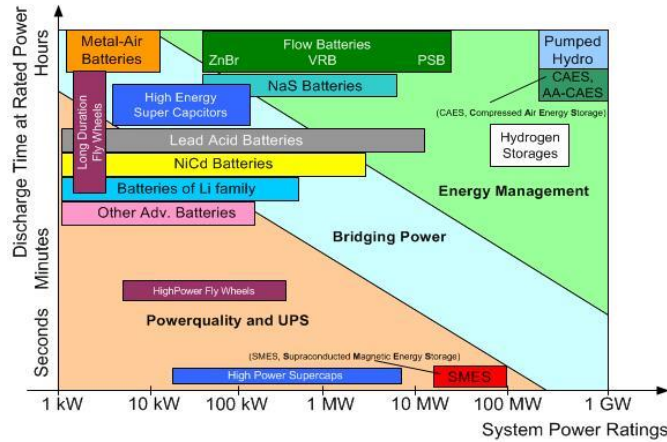 Discharge Time at Rated Power
Hours
Minutes
Seconds
Metal-Air
Batteries
Flow Batteries
ZnBr VRB PSB
Pumped
Hydro
NaS Batteries
CAES,
AA-CAES
Long Duration
Fly Wheels
High Energy
Super Capcitors
(CAES, Compressed Air Energy Storage)
Lead Acid Batteries
Hydrogen
Storages
NiCd Batteries
Batteries of Li family
Energy Management
Other Adv. Batteries
Bridging Power
HighPower Fly Wheels
Powerquality and UPS
(SMES, Supraconducted Magnetic Energy Storage)
High Power Supercaps
SMES
1 kW 10 kW 100 kW 1 MW 10 MW 100 MW 1 GW
System Power Ratings